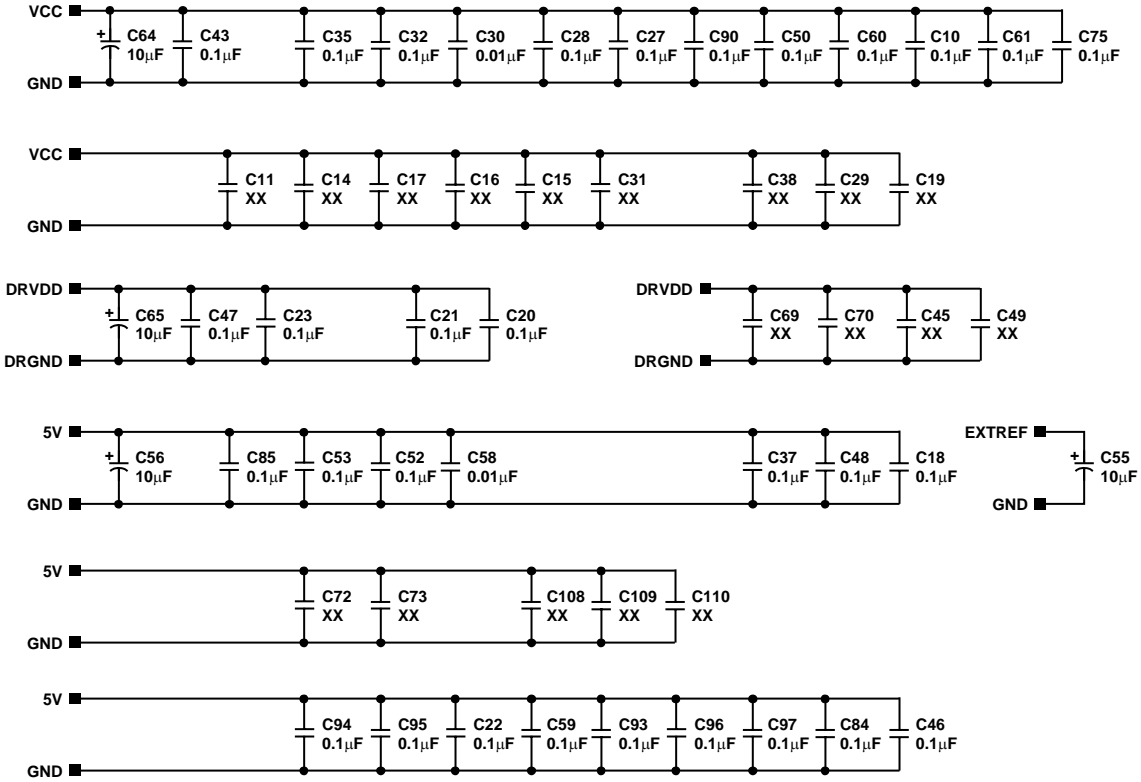 VCC
+ C64 C43 C35 C32 C30 C28 C27 C90 C50 C60 C10 C61 C75
10µF 0.1µF 0.1µF 0.1µF 0.01µF 0.1µF 0.1µF 0.1µF 0.1µF 0.1µF 0.1µF 0.1µF 0.1µF
GND
VCC
C11 C14 C17 C16 C15 C31 C38 C29 C19
XX XX XX XX XX XX XX XX XX
GND
DRVDD DRVDD
+ C65 C47 C23 C21 C20 C69 C70 C45 C49
10µF 0.1µF 0.1µF 0.1µF 0.1µF XX XX XX XX
DRGND DRGND
5V EXTREF
+ C56 C85 C53 C52 C58 C37 C48 C18 + C55
10µF 0.1µF 0.1µF 0.1µF 0.01µF 0.1µF 0.1µF 0.1µF 10µF
GND GND
5V
C72 C73 C108 C109 C110
XX XX XX XX XX
GND
5V
C94 C95 C22 C59 C93 C96 C97 C84 C46
0.1µF 0.1µF 0.1µF 0.1µF 0.1µF 0.1µF 0.1µF 0.1µF 0.1µF
GND